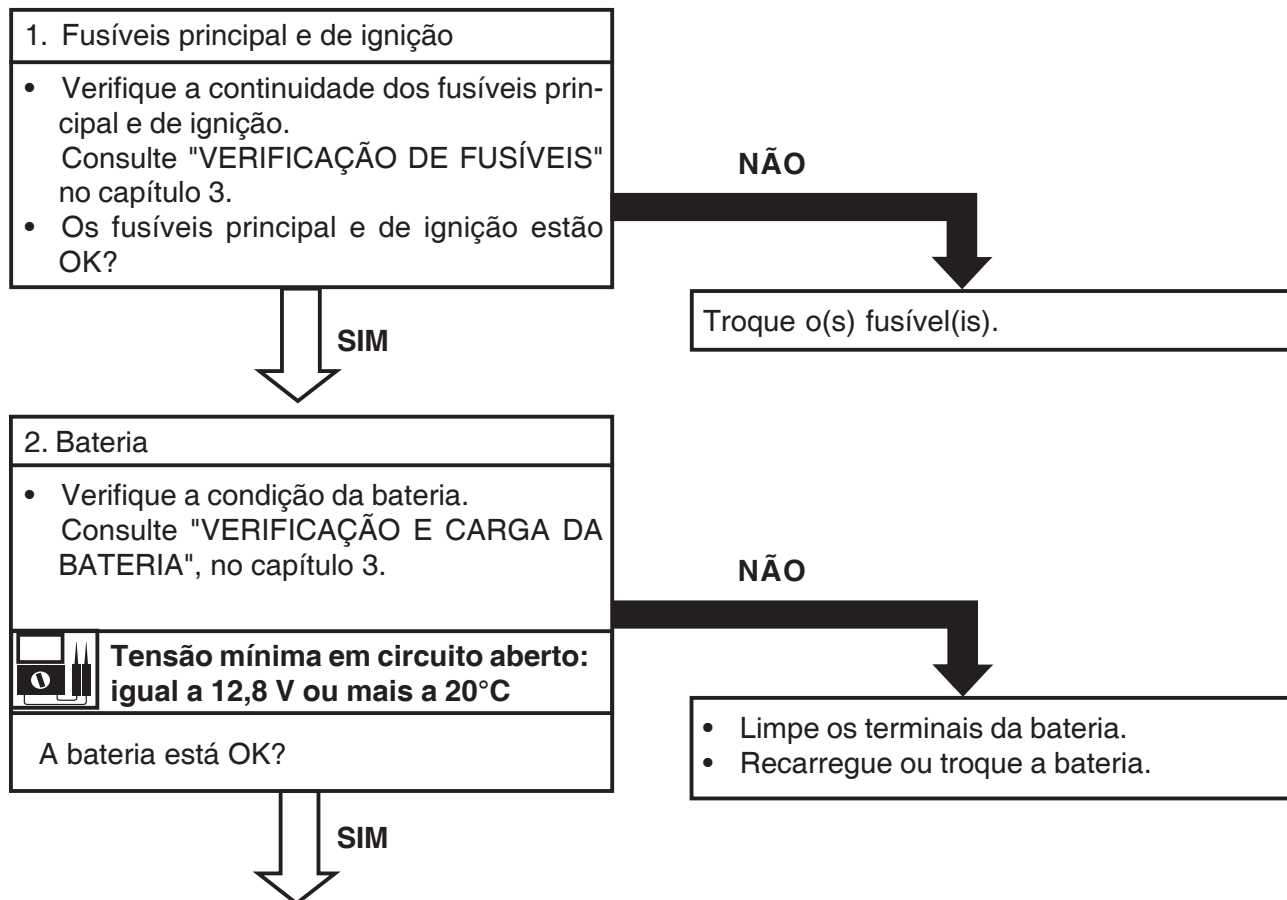 1. Fusíveis principal e de ignição
• Verifique a continuidade dos fusíveis prin-
cipal e de ignição.
Consulte "VERIFICAÇÃO DE FUSÍVEIS"
no capítulo 3.
• Os fusíveis principal e de ignição estão
OK?
NÃO
Troque o(s) fusível(is).
SIM
2. Bateria
• Verifique a condição da bateria.
Consulte "VERIFICAÇÃO E CARGA DA
BATERIA", no capítulo 3.
Tensão mínima em circuito aberto:
igual a 12,8 V ou mais a 20°C
A bateria está OK?
NÃO
• Limpe os terminais da bateria.
• Recarregue ou troque a bateria.
SIM